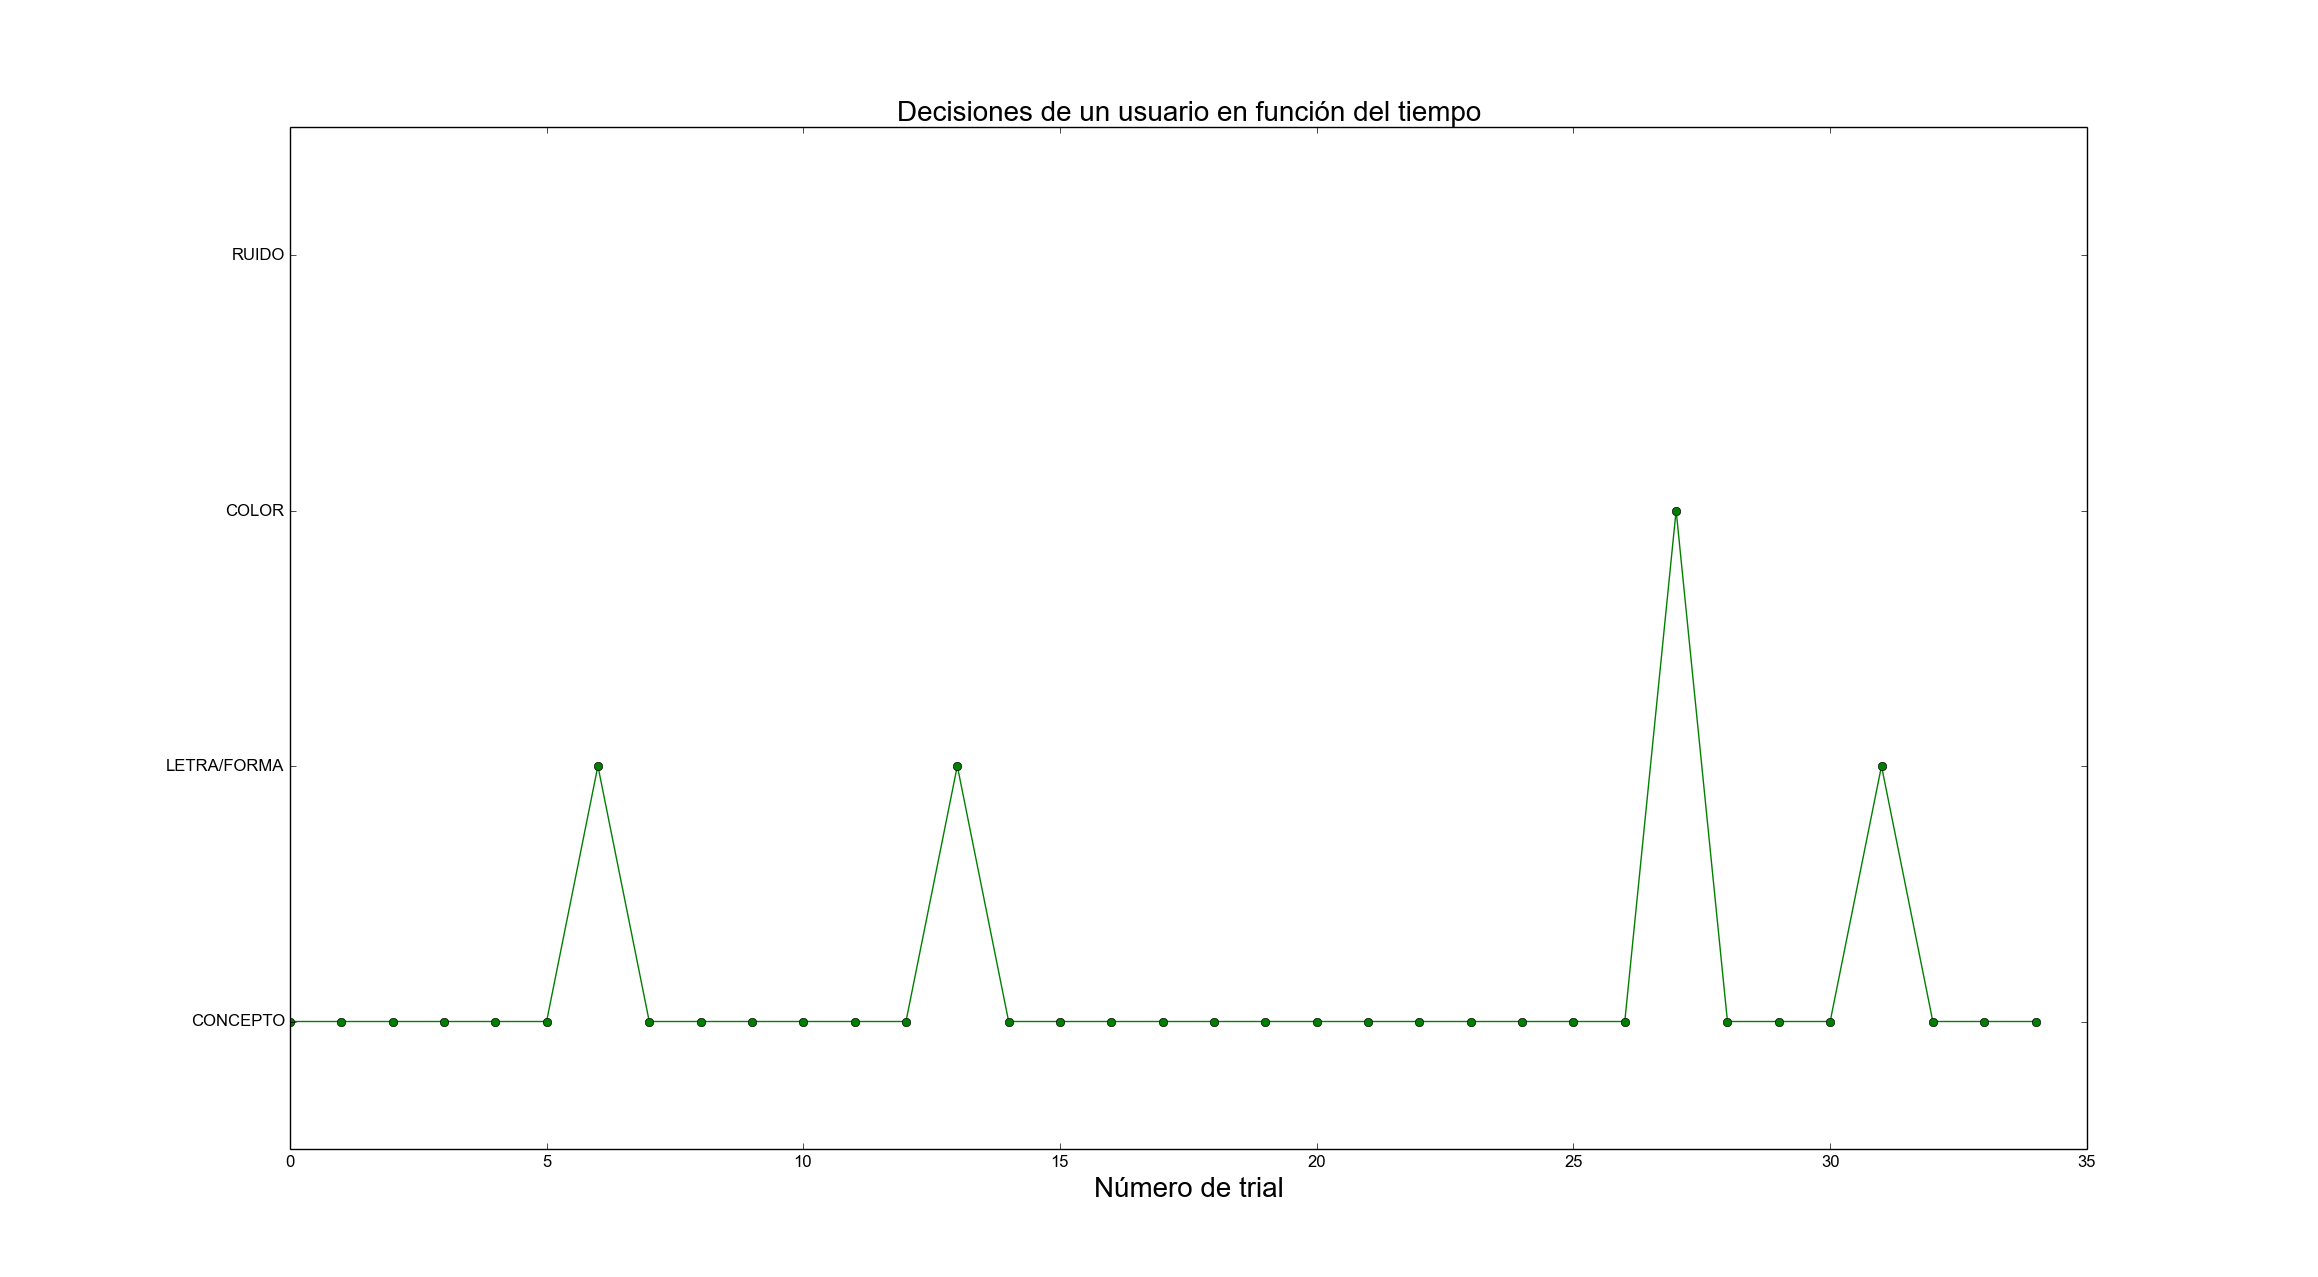 Decisiones de un usuario en función del tiempo
RUIDO
COLOR
LETRA/FORMA
CONCEPTO
0 5 10 15 20 25 30 35
Número de trial